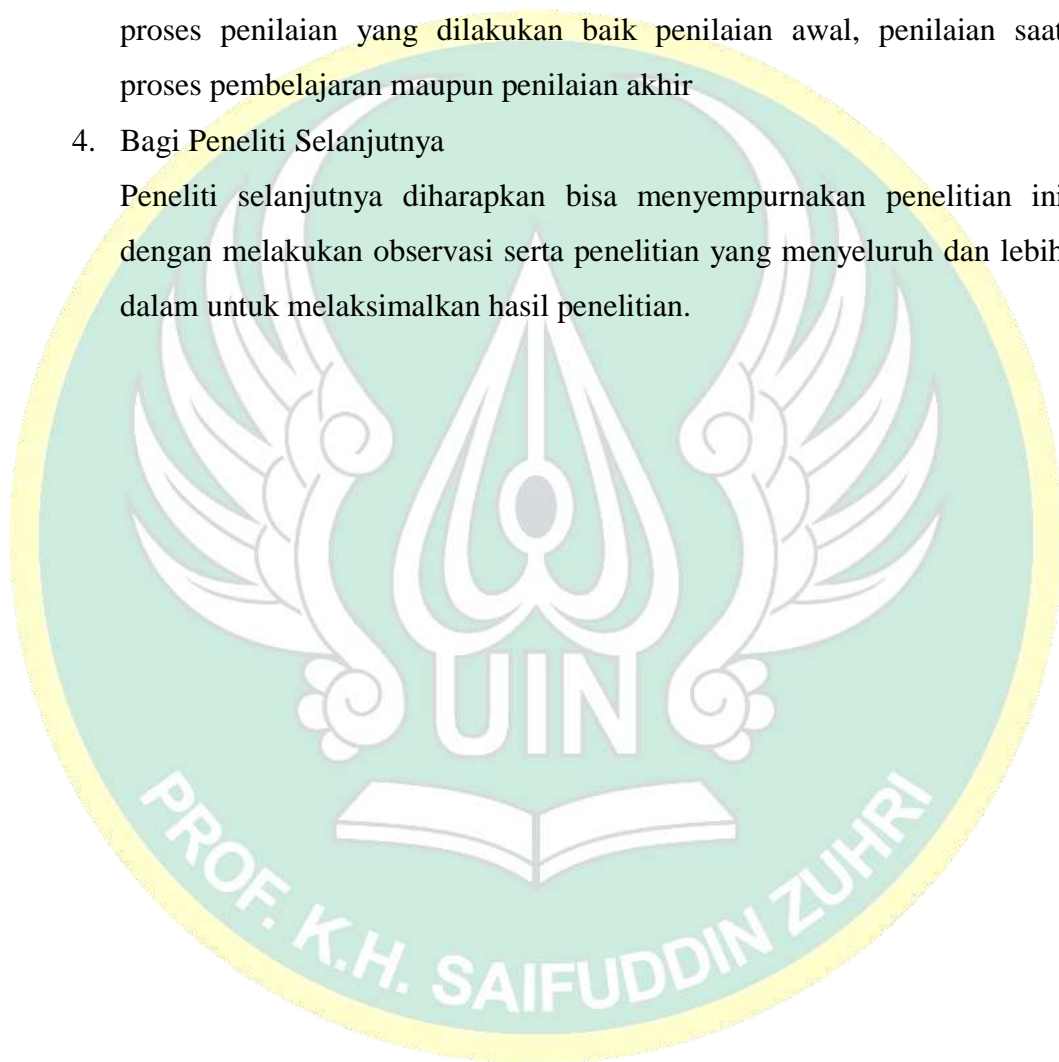 proses penilaian yang dilakukan baik penilaian awal, penilaian saat
proses pembelajaran maupun penilaian akhir
4. Bagi Peneliti Selanjutnya
Peneliti selanjutnya diharapkan bisa menyempurnakan penelitian ini
dengan melakukan observasi serta penelitian yang menyeluruh dan lebih
dalam untuk melaksimalkan hasil penelitian.
UIN
PROF. K.H. SAIFUDDIN ZUHRI